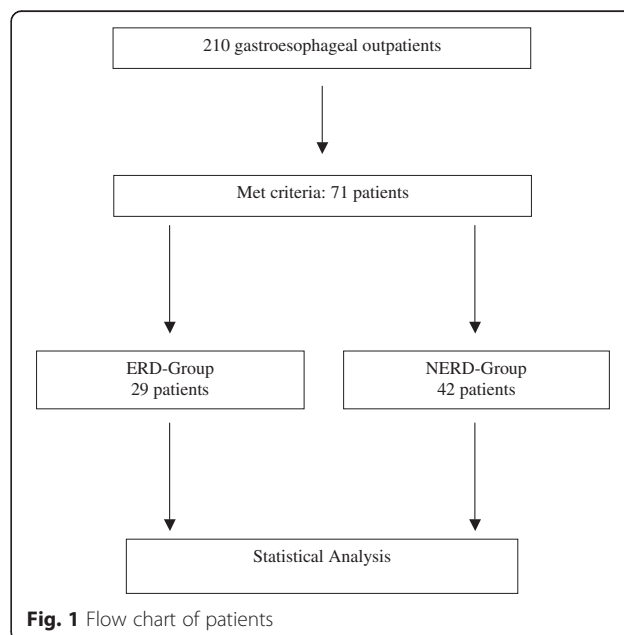 210 gastroesophageal outpatients
Met criteria: 71 patients
ERD-Group
29 patients
NERD-Group
42 patients
Statistical Analysis
Fig. 1 Flow chart of patients